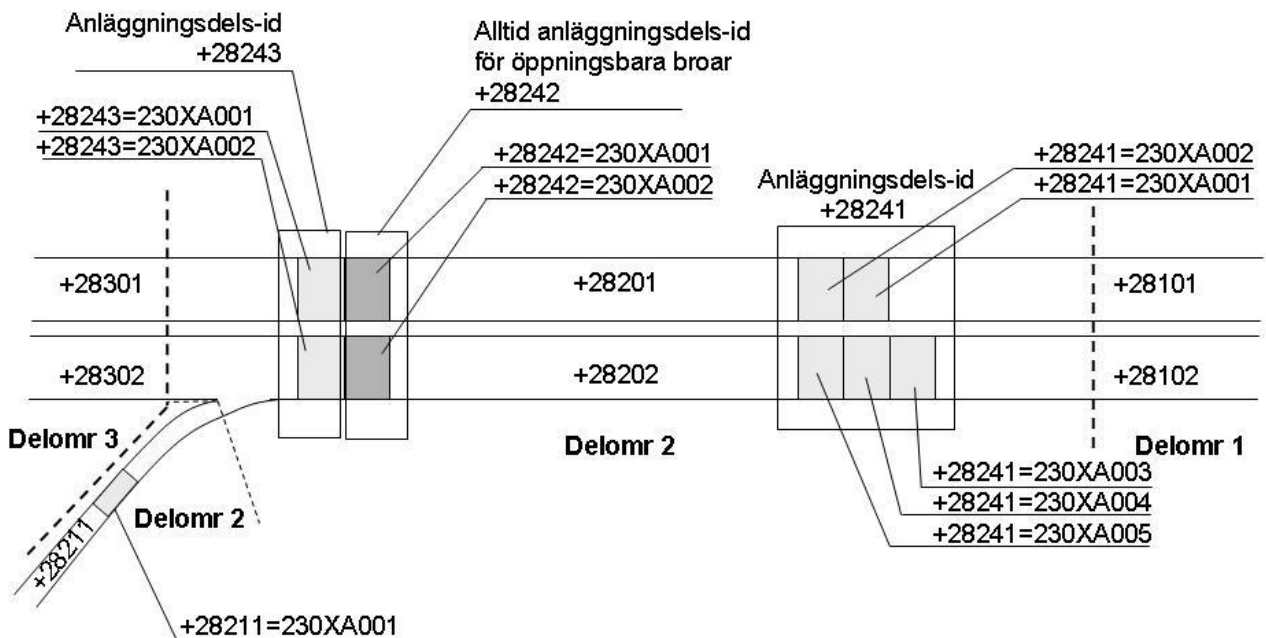 Anläggningsdels-id
+28243
Alltid anläggningsdels-id
för öppningsbara broar
+28242
+28243=230XA001
+28243=230XA002
+28242=230XA001
+28242=230XA002
Anläggningsdels-id
+28241
+28241=230XA002
+28241=230XA001
+28301
+28201
+28101
+28302
+28202
+28102
Delomr 3
Delomr 2
Delomr 1
+28241=230XA003
+28241=230XA004
+28241=230XA005
Delomr 2
+28211
+28211=230XA001